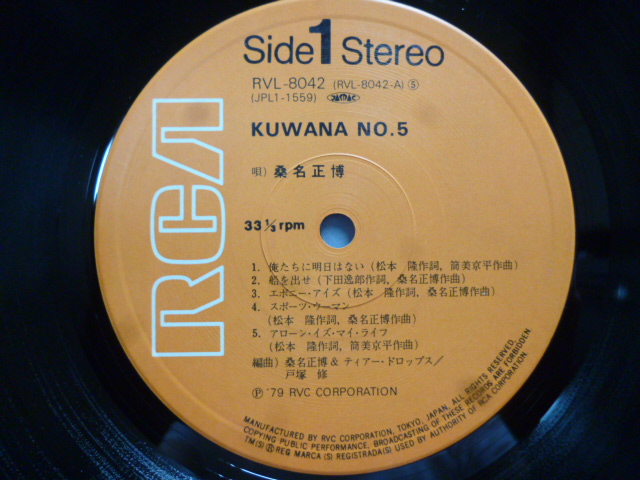 Side 1 Stereo
RVL-8042 (RVL-8042-A) Ⓢ
(JPL1-1559) JASRAC
KUWANA NO.5
唄) 桑名正博
RCA
33⅓ rpm
1. 俺たちに明日はない (松本 隆作詞, 筒美京平作曲)
2. 船を出せ (下田逸郎作詞, 桑名正博作曲)
3. エボニー・アイズ (松本 隆作詞, 桑名正博作曲)
4. スポーツ・ウーマン
(松本 隆作詞, 桑名正博作曲)
5. アローン・イズ・マイ・ライフ
(松本 隆作詞, 筒美京平作曲)
編曲) 桑名正博 & ティアー・ドロップス/
戸塚 修
Ⓟ '79 RVC CORPORATION
MANUFACTURED BY RVC CORPORATION, TOKYO, JAPAN. ALL RIGHTS RESERVED.
COPYING PUBLIC PERFORMANCE, BROADCASTING OF THESE RECORDS ARE FORBIDDEN
TM(S) Ⓡ REG MARCA (S) REGISTRADA(S) USED BY AUTHORITY OF RCA CORPORATION.